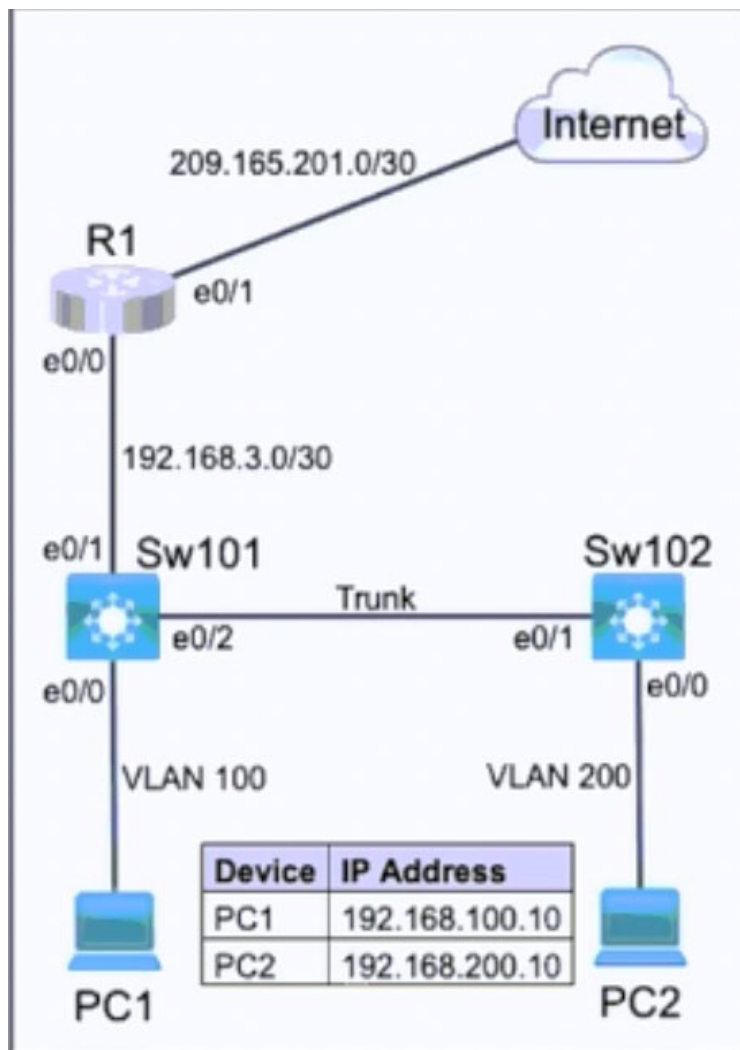 Internet
209.165.201.0/30
R1
e0/1
e0/0
192.168.3.0/30
e0/1
Sw101
Sw102
Trunk
e0/2
e0/1
e0/0
e0/0
VLAN 100
VLAN 200
Device IP Address
PC1 192.168.100.10
PC2 192.168.200.10
PC1
PC2